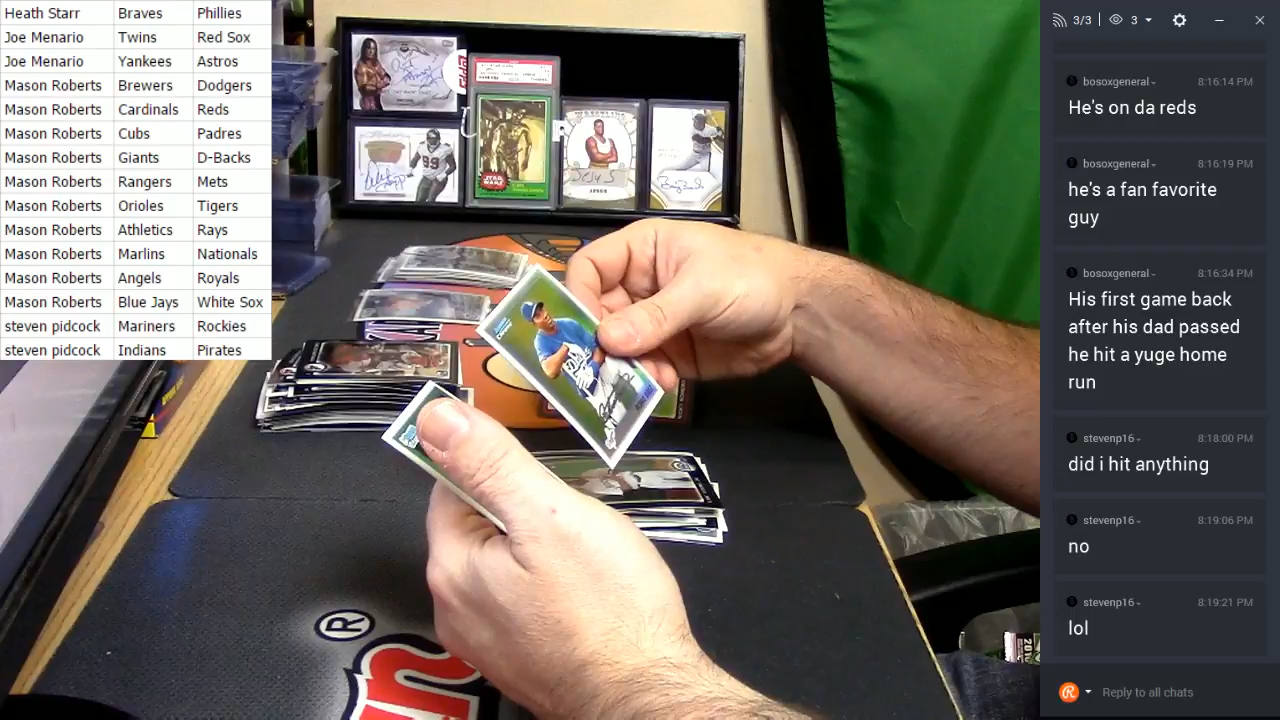 Heath Starr Braves Phillies
Joe Menario Twins Red Sox
Joe Menario Yankees Astros
Mason Roberts Brewers Dodgers
Mason Roberts Cardinals Reds
Mason Roberts Cubs Padres
Mason Roberts Giants D-Backs
Mason Roberts Rangers Mets
Mason Roberts Orioles Tigers
Mason Roberts Athletics Rays
Mason Roberts Marlins Nationals
Mason Roberts Angels Royals
Mason Roberts Blue Jays White Sox
steven pidcock Mariners Rockies
steven pidcock Indians Pirates
STAR WARS
99
®
3/3 3
bosoxgeneral 8:16:14 PM
He's on da reds
bosoxgeneral 8:16:19 PM
he's a fan favorite
guy
bosoxgeneral 8:16:34 PM
His first game back
after his dad passed
he hit a yuge home
run
stevenp16 8:18:00 PM
did i hit anything
stevenp16 8:19:06 PM
no
stevenp16 8:19:21 PM
lol
Reply to all chats